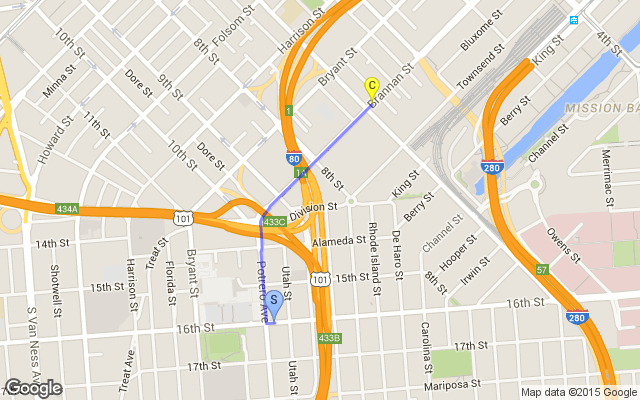 10th St
Folsom St
Harrison St
Bluxome St
4th St
9th St
8th St
Bryant St
King St
Minna St
Dore St
9th St
C
Brannan St
Townsend St
Howard St
1
Berry St
MISSION BA
11th St
10th St
Dore St
80
1A
8th St
280
Channel St
Merrimac St
King St
434A
101
433C
Division St
Berry St
14th St
Treat St
Bryant St
Alameda St
Rhode Island St
De Haro St
Channel St
Hooper St
Owens St
Shotwell St
Harrison St
Florida St
Potrero Ave
Utah St
101
15th St
15th St
8th St
Irwin St
57
S Van Ness Ave
S
16th St
16th St
280
433B
Treat Ave
17th St
Utah St
17th St
Carolina St
Mariposa St
Google
Map data ©2015 Google